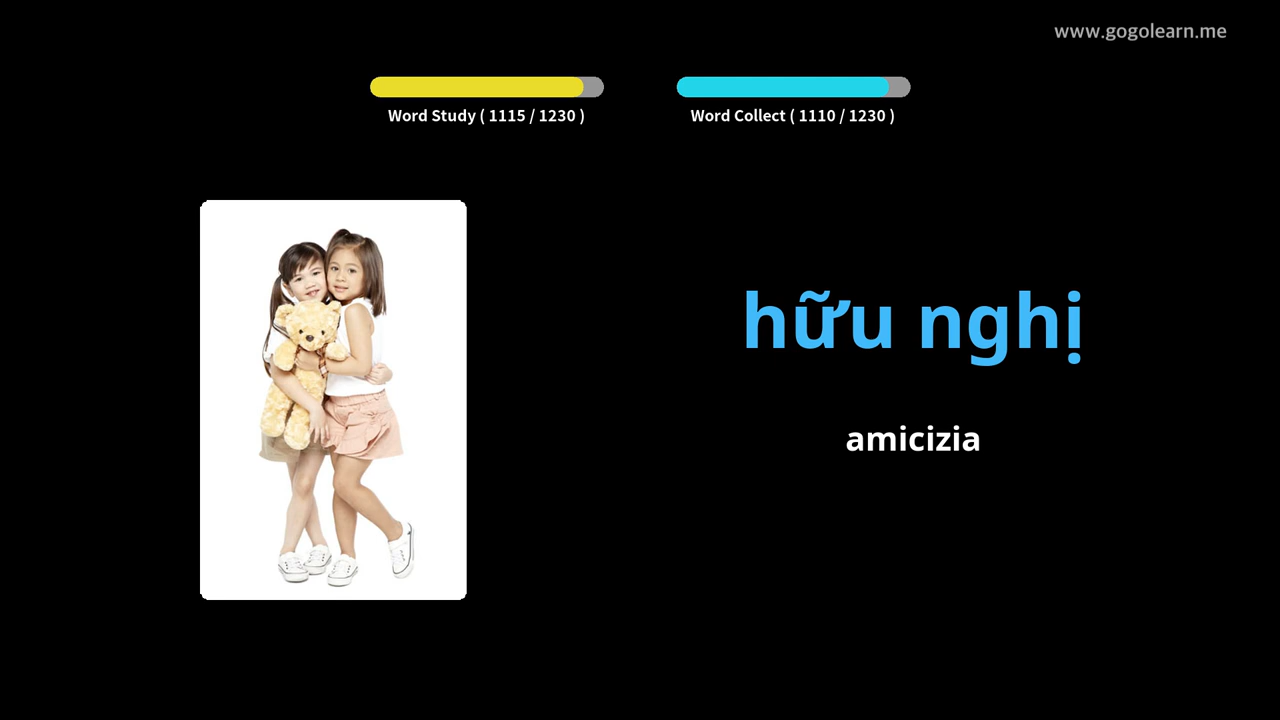 www.gogolearn.me
Word Study ( 1115 / 1230 )
Word Collect ( 1110 / 1230 )
hữu nghị
amicizia